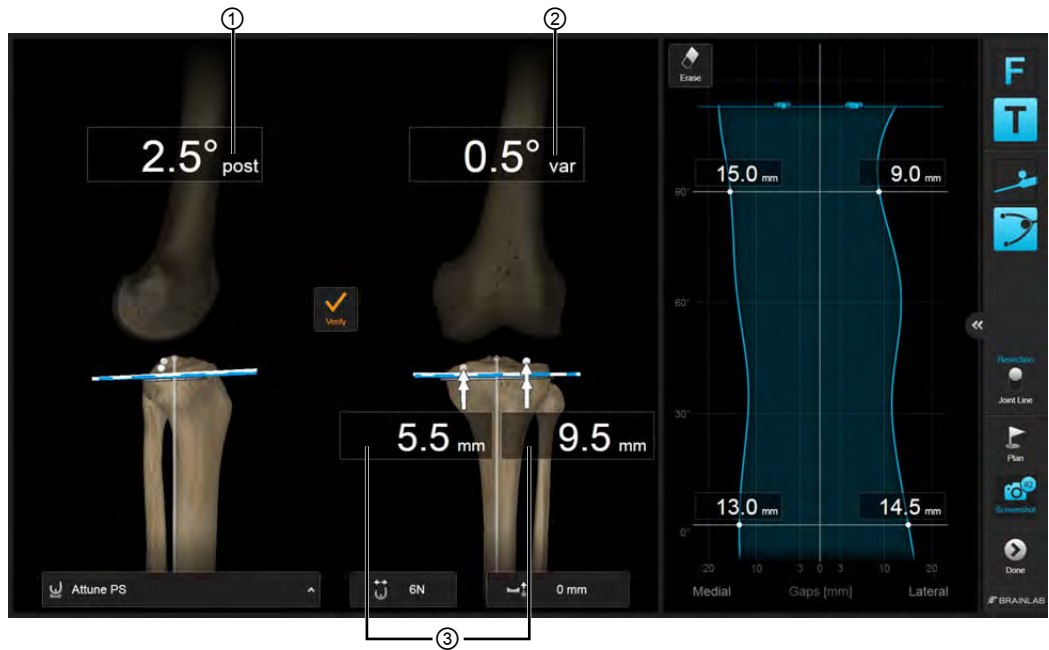 ① ②
Erase
F
T
2.5° post
0.5° var
15.0 mm
9.0 mm
90°
60°
Verify
30°
Resection
Joint Line
5.5 mm
9.5 mm
Plan
#2
Screenshot
13.0 mm
14.5 mm
0°
20 10 3 0 3 10 20
Done
Attune PS
6N
0 mm
Medial Gaps [mm] Lateral
BRAINLAB
③